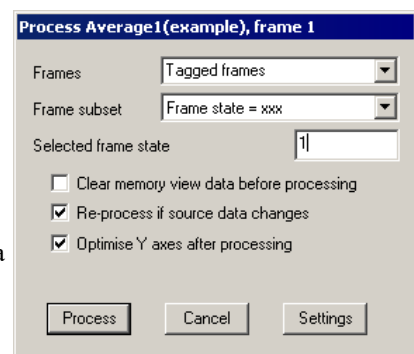 Process Average1(example), frame 1
Frames Tagged frames
Frame subset Frame state = xxx
Selected frame state 1
Clear memory view data before processing
Re-process if source data changes
Optimise Y axes after processing
a
Process Cancel Settings